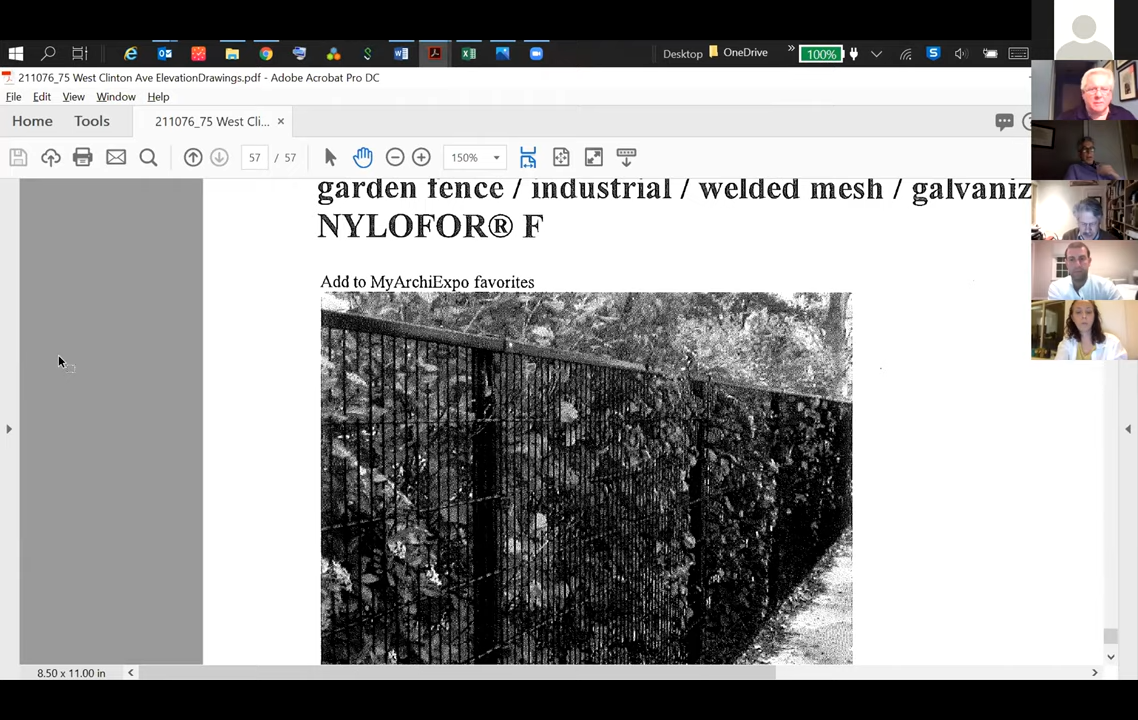 Desktop
OneDrive
»
100%
211076_75 West Clinton Ave ElevationDrawings.pdf - Adobe Acrobat Pro DC
File Edit View Window Help
Home Tools 211076_75 West Cli... ×
57 / 57 150%
garden fence / industrial / welded mesh / galvaniz
NYLOFOR® F
Add to MyArchiExpo favorites
8.50 x 11.00 in